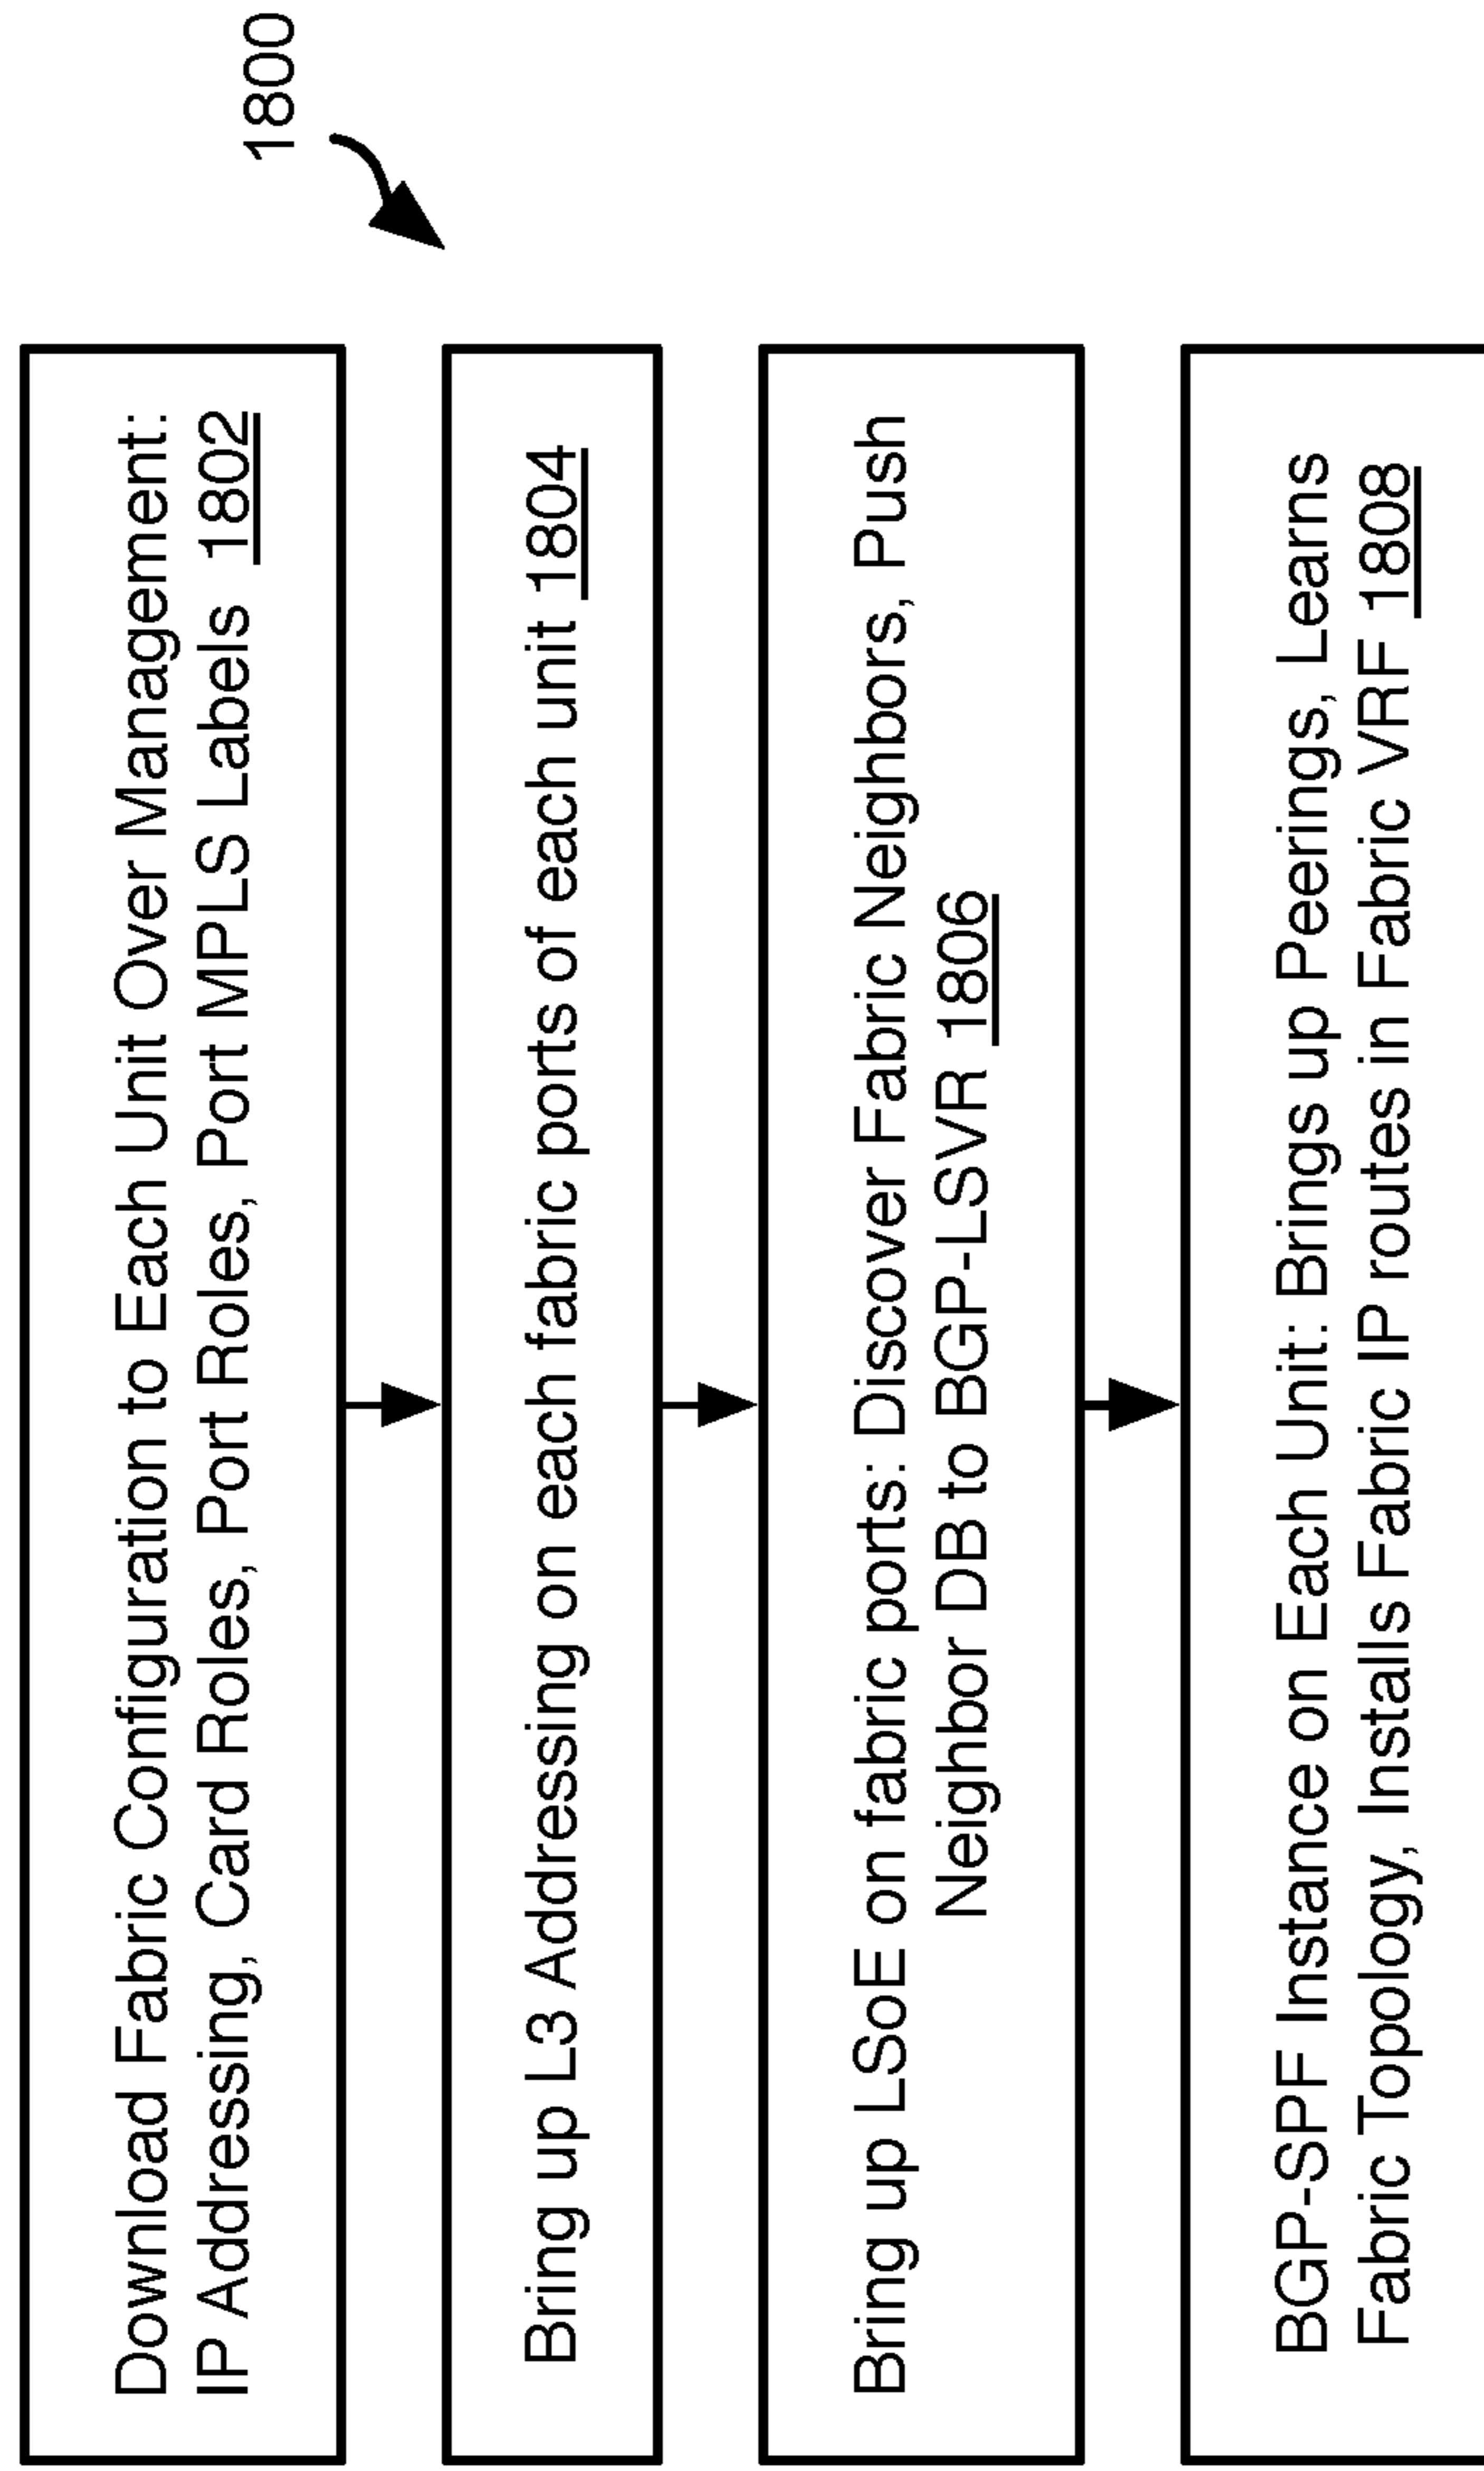 1800
Download Fabric Configuration to Each Unit Over Management:
IP Addressing, Card Roles, Port Roles, Port MPLS Labels 1802
Bring up L3 Addressing on each fabric ports of each unit 1804
Bring up LSoE on fabric ports: Discover Fabric Neighbors, Push
Neighbor DB to BGP-LSVR 1806
BGP-SPF Instance on Each Unit: Brings up Peerings, Learns
Fabric Topology, Installs Fabric IP routes in Fabric VRF 1808